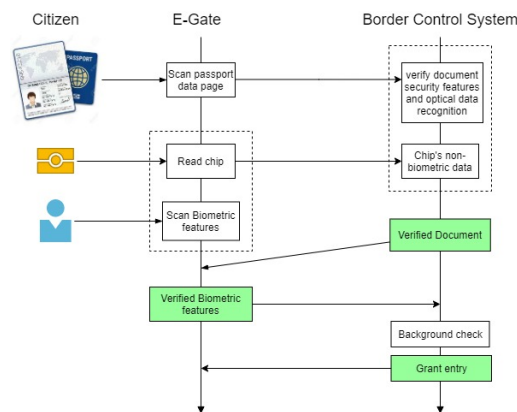 Citizen
E-Gate
Border Control System
PASSPORT
Scan passport
data page
verify document
security features
and optical data
recognition
Read chip
Chip's non-
biometric data
Scan Biometric
features
Verified Document
Verified Biometric
features
Background check
Grant entry